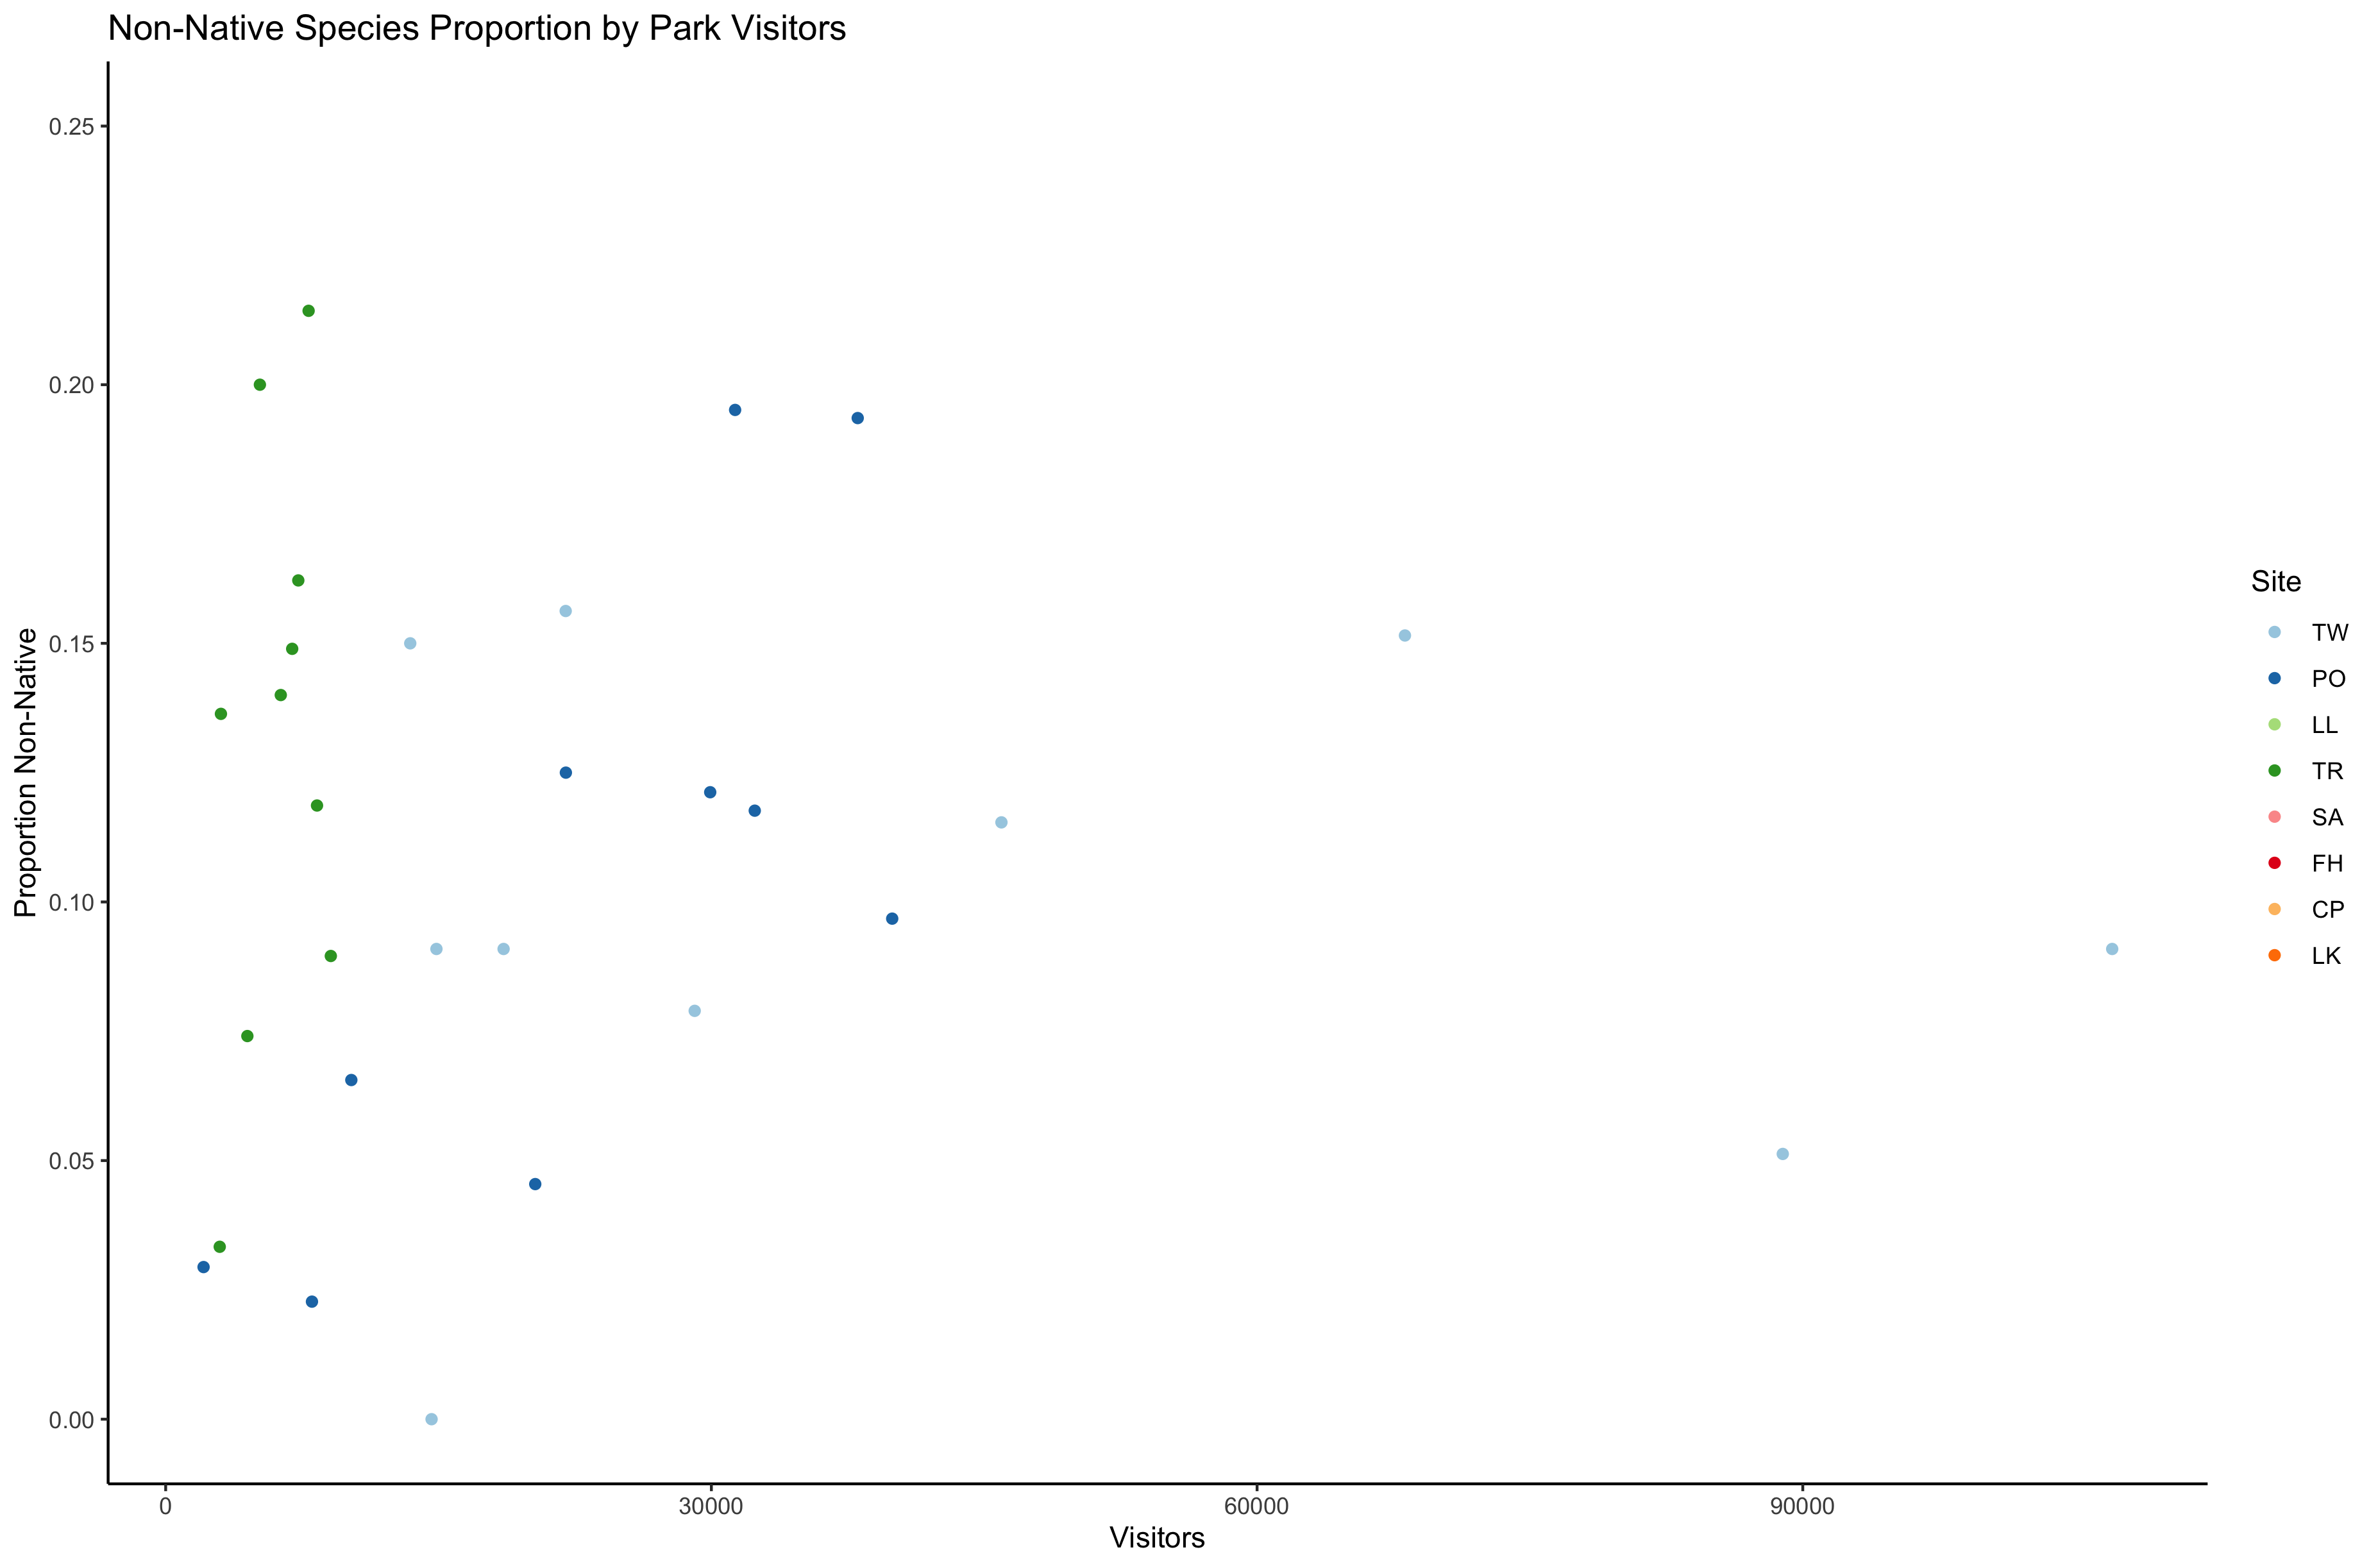 Non-Native Species Proportion by Park Visitors
Proportion Non-Native
0.25
0.20
0.15
0.10
0.05
0.00
0 30000 60000 90000
Visitors
Site
TW
PO
LL
TR
SA
FH
CP
LK